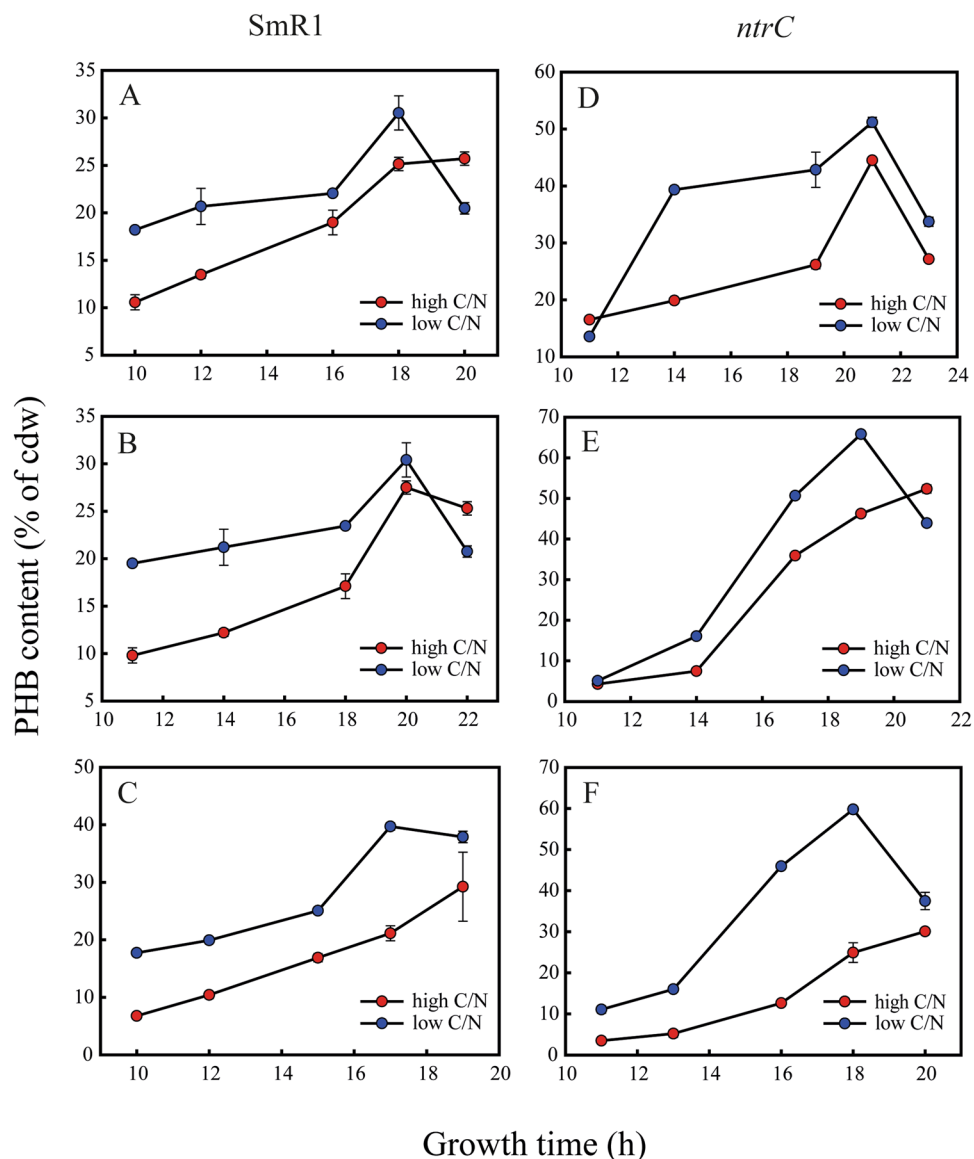 SmR1
ntrC
PHB content (% of cdw)
A
35
30
25
20
15
10
5
10 12 14 16 18 20
high C/N
low C/N
D
60
50
40
30
20
10
10 12 14 16 18 20 22 24
high C/N
low C/N
B
35
30
25
20
15
10
5
10 12 14 16 18 20 22
high C/N
low C/N
E
70
60
50
40
30
20
10
0
10 12 14 16 18 20 22
high C/N
low C/N
C
50
40
30
20
10
0
10 12 14 16 18 20
high C/N
low C/N
F
70
60
50
40
30
20
10
0
10 12 14 16 18 20
high C/N
low C/N
Growth time (h)